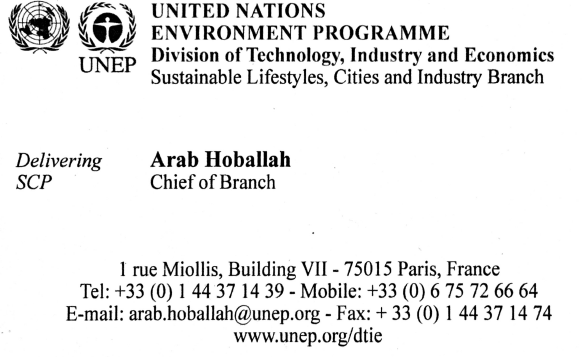 UNITED NATIONS
ENVIRONMENT PROGRAMME
Division of Technology, Industry and Economics
UNEP
Sustainable Lifestyles, Cities and Industry Branch
Delivering
SCP
Arab Hoballah
Chief of Branch
1 rue Miollis, Building VII - 75015 Paris, France
Tel: +33 (0) 1 44 37 14 39 - Mobile: +33 (0) 6 75 72 66 64
E-mail: arab.hoballah@unep.org - Fax: + 33 (0) 1 44 37 14 74
www.unep.org/dtie